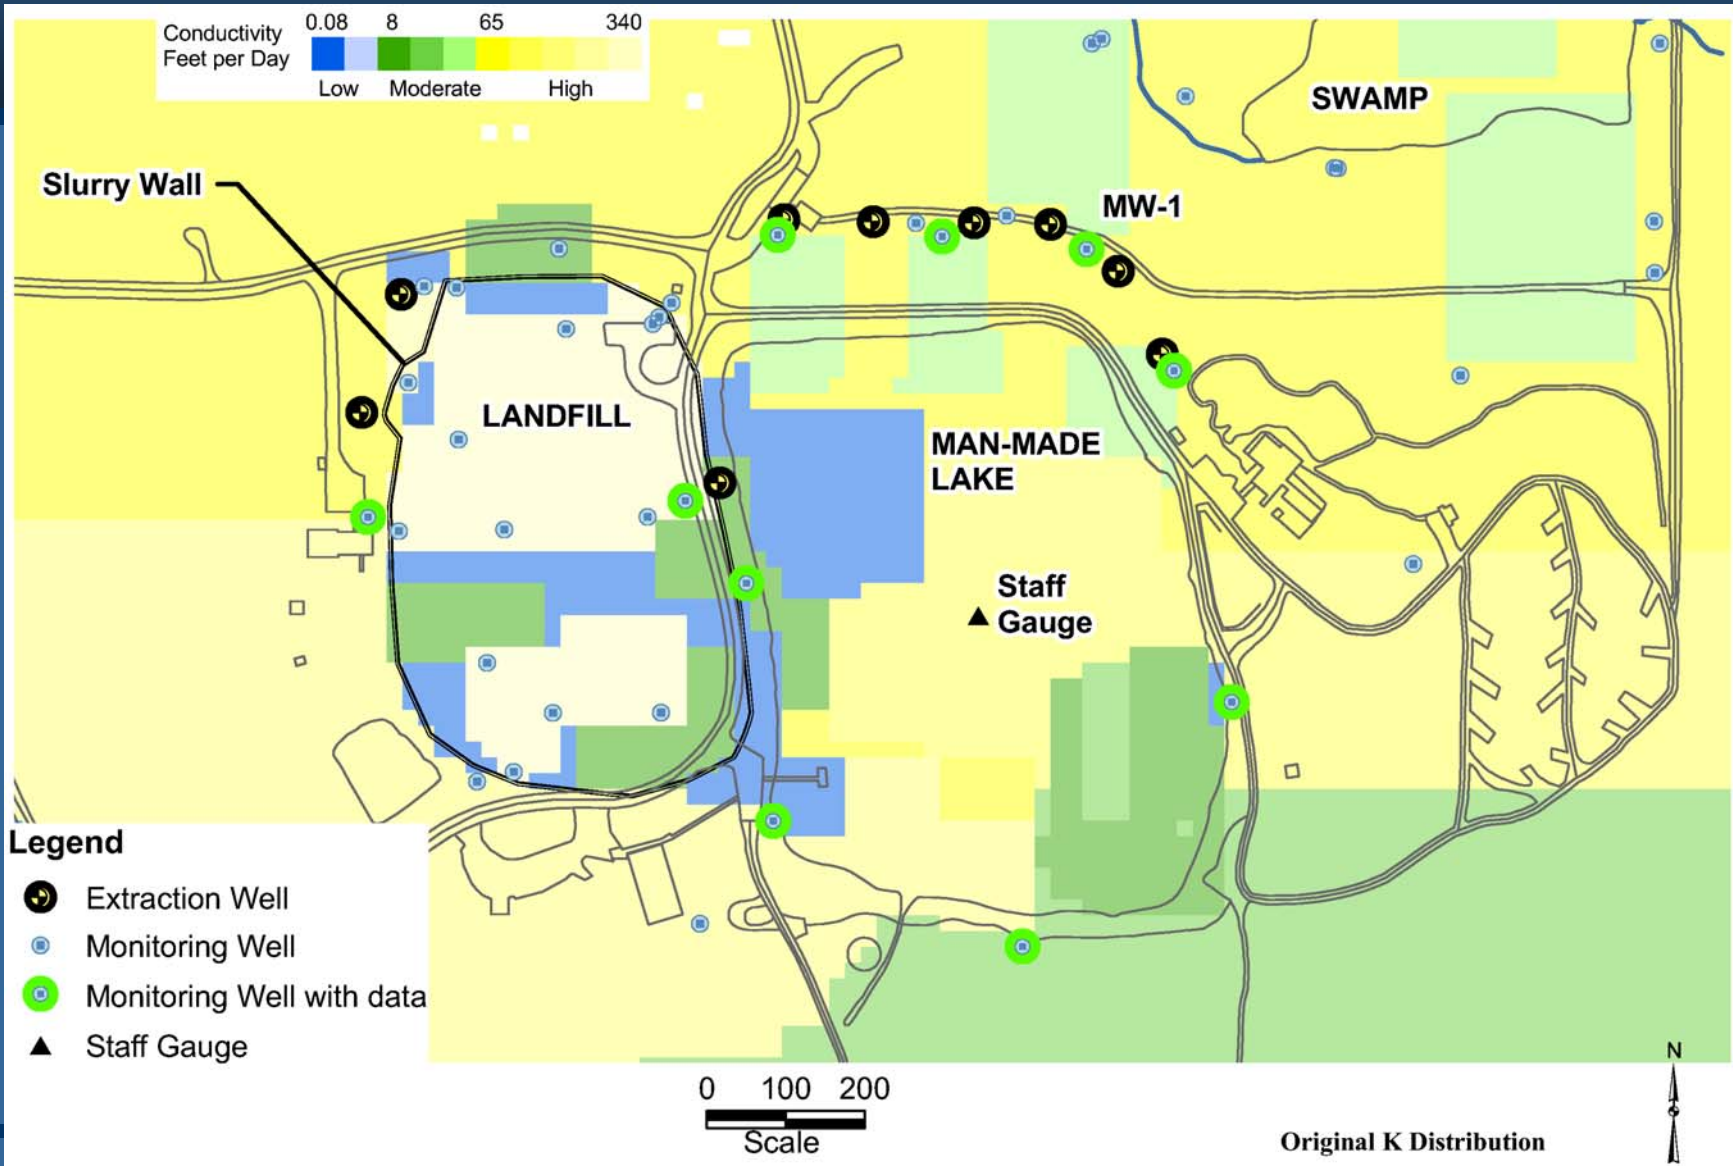 0.08 8 65 340
Conductivity
Feet per Day
Low Moderate High
SWAMP
Slurry Wall
MW-1
LANDFILL
MAN-MADE
LAKE
Staff
Gauge
Legend
Extraction Well
Monitoring Well
Monitoring Well with data
Staff Gauge
0 100 200
Scale
N
Original K Distribution